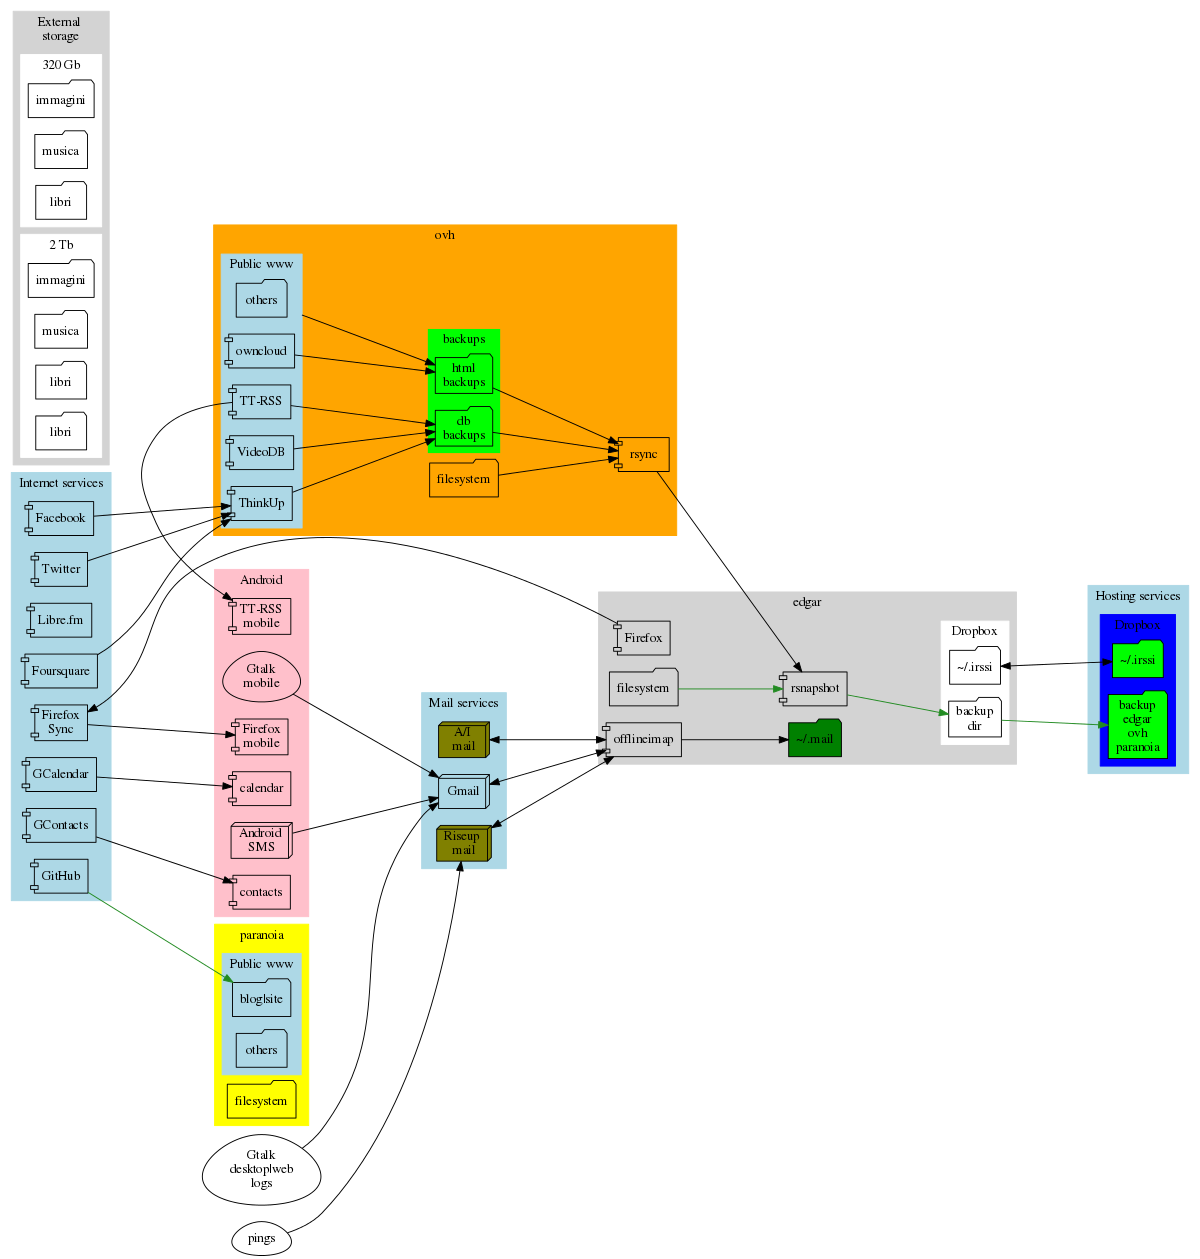 External
storage
320 Gb
immagini
musica
libri
2 Tb
immagini
musica
libri
libri
Internet services
Facebook
Twitter
Libre.fm
Foursquare
Firefox
Sync
GCalendar
GContacts
GitHub
ovh
Public www
others
owncloud
TT-RSS
VideoDB
ThinkUp
backups
html
backups
db
backups
filesystem
rsync
Android
TT-RSS
mobile
Gtalk
mobile
Firefox
mobile
calendar
Android
SMS
contacts
paranoia
Public www
blog|site
others
filesystem
Gtalk
desktop|web
logs
pings
Mail services
A/I
mail
Gmail
Riseup
mail
edgar
Firefox
filesystem
offlineimap
rsnapshot
~/.mail
Dropbox
~/.irssi
backup
dir
Hosting services
Dropbox
~/.irssi
backup
edgar
ovh
paranoia